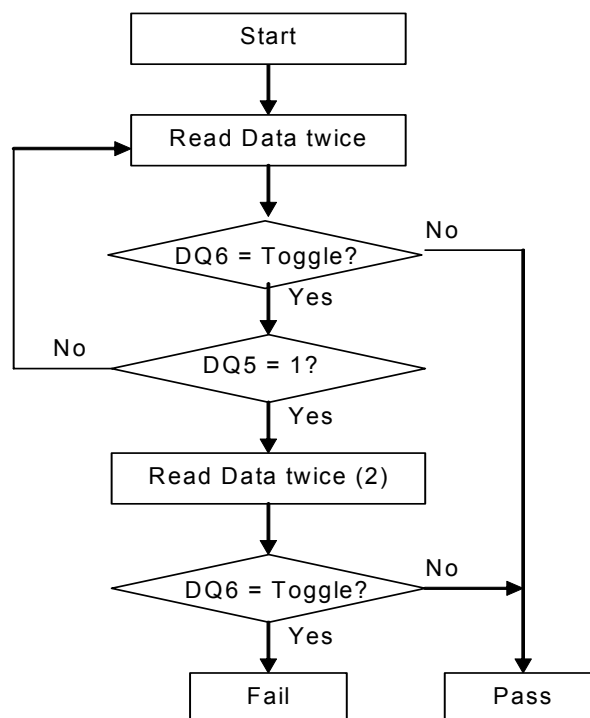 Start
Read Data twice
DQ6 = Toggle?
No
Yes
No
DQ5 = 1?
Yes
Read Data twice (2)
DQ6 = Toggle?
No
Yes
Fail
Pass